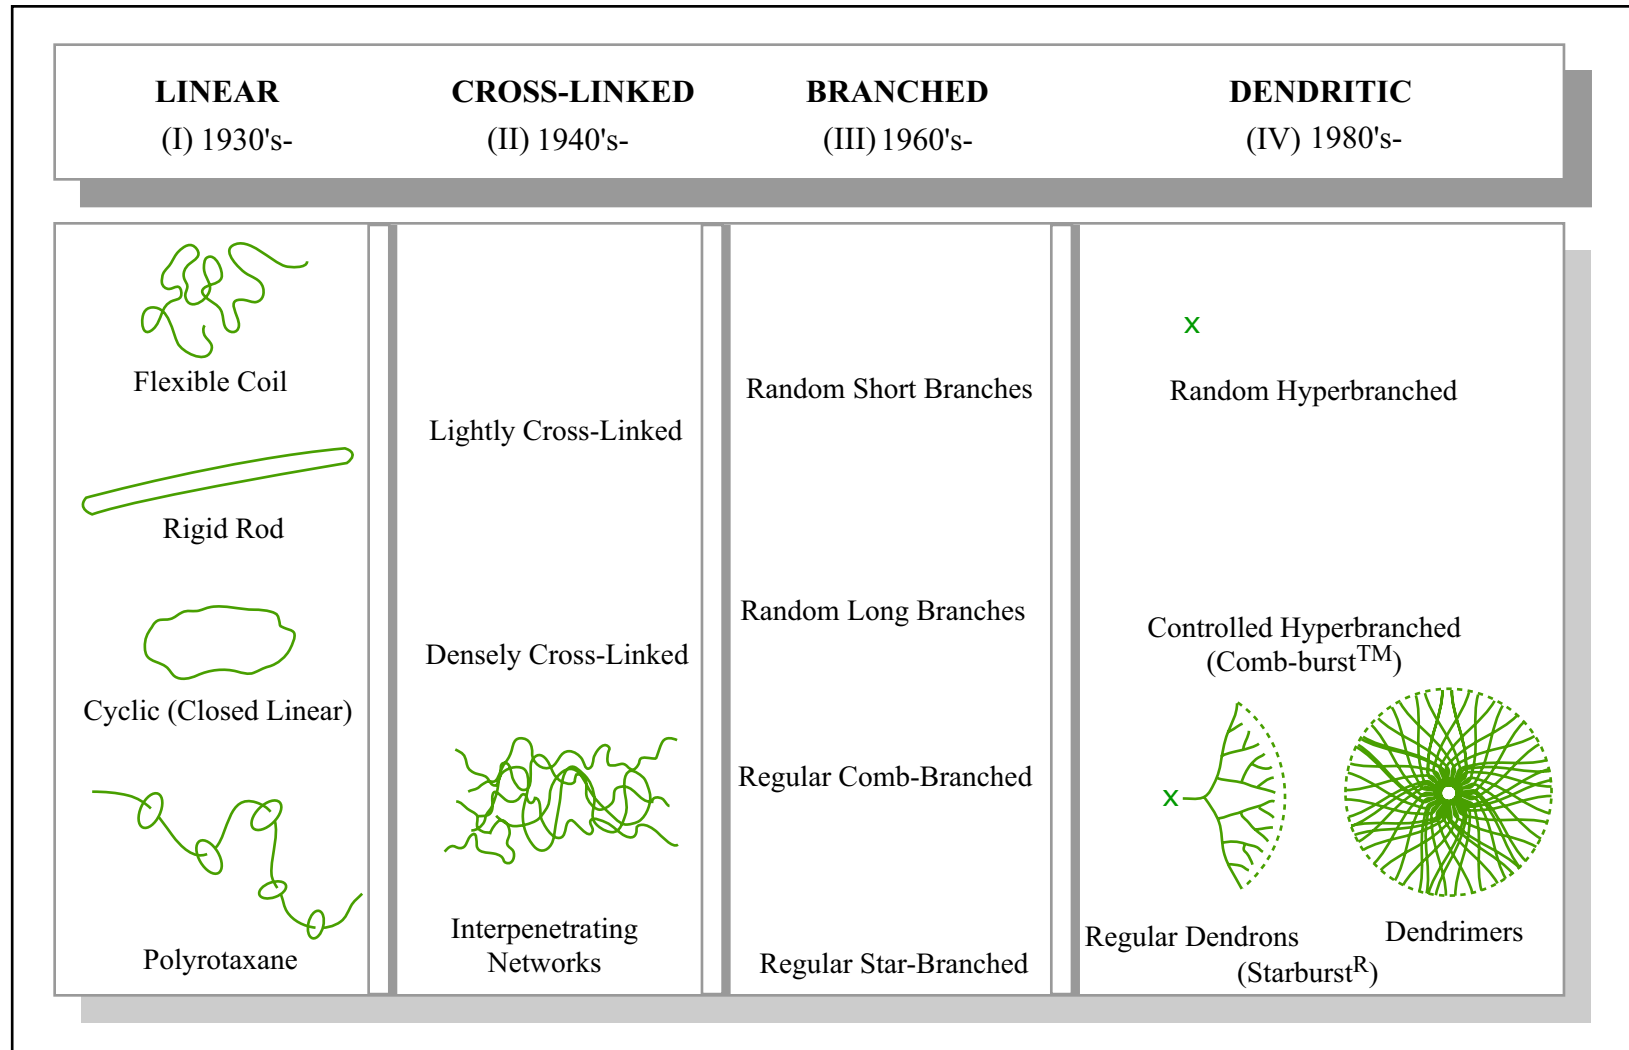 LINEAR
(I) 1930's-
CROSS-LINKED
(II) 1940's-
BRANCHED
(III) 1960's-
DENDRITIC
(IV) 1980's-
Flexible Coil
Rigid Rod
Cyclic (Closed Linear)
Polyrotaxane
Lightly Cross-Linked
Densely Cross-Linked
Interpenetrating
Networks
Random Short Branches
Random Long Branches
Regular Comb-Branched
Regular Star-Branched
x
Random Hyperbranched
Controlled Hyperbranched
(Comb-burst™)
x
Regular Dendrons
(Starburstᴿ)
Dendrimers